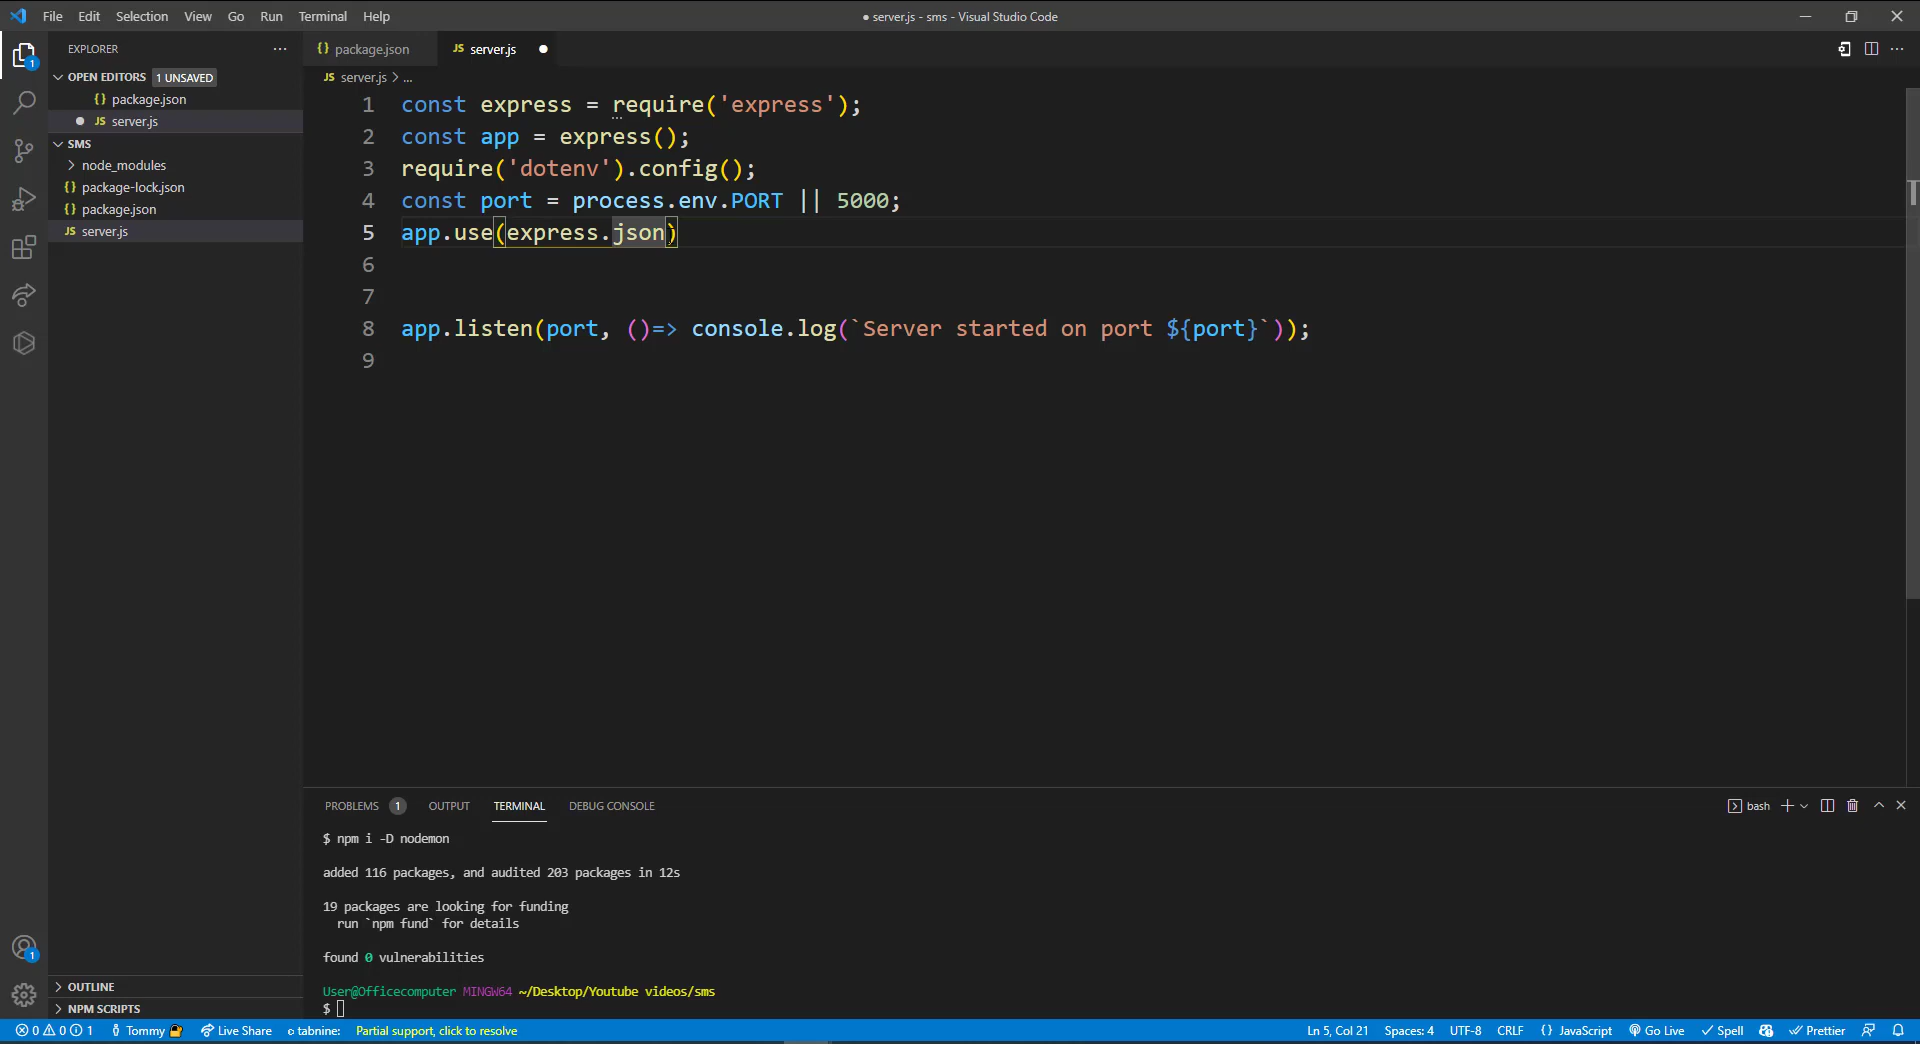 File Edit Selection View Go Run Terminal Help
● server.js - sms - Visual Studio Code
EXPLORER
OPEN EDITORS 1 UNSAVED
{} package.json
JS server.js
SMS
node_modules
{} package-lock.json
{} package.json
JS server.js
OUTLINE
NPM SCRIPTS
1
1
{} package.json
JS server.js
JS server.js > ...
1 const express = require('express');
2 const app = express();
3 require('dotenv').config();
4 const port = process.env.PORT || 5000;
5 app.use(express.json)
6
7
8 app.listen(port, ()=> console.log(`Server started on port ${port}`));
9
PROBLEMS 1 OUTPUT TERMINAL DEBUG CONSOLE
bash
$ npm i -D nodemon
added 116 packages, and audited 203 packages in 12s
19 packages are looking for funding
run `npm fund` for details
found 0 vulnerabilities
User@Officecomputer MINGW64 ~/Desktop/Youtube videos/sms
$
0 0 1 Tommy Live Share tabnine: Partial support, click to resolve
Ln 5, Col 21 Spaces: 4 UTF-8 CRLF {} JavaScript Go Live Spell Prettier